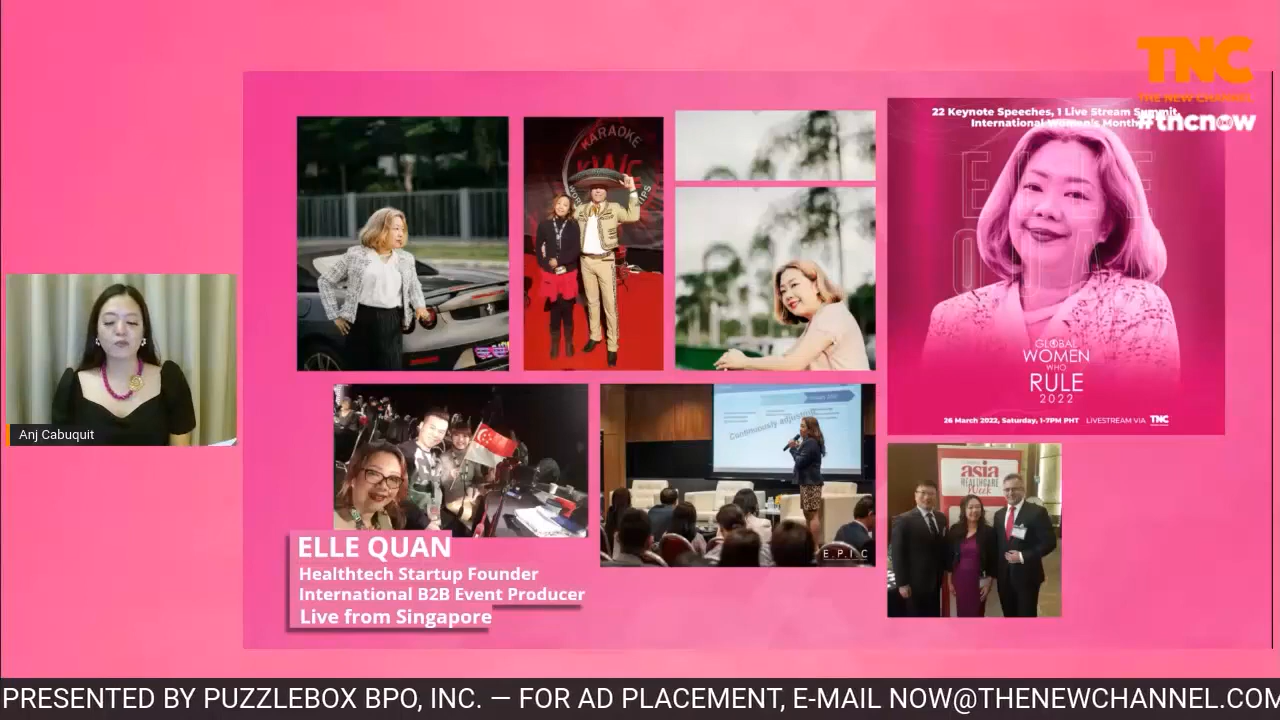 TNC
THE NEW CHANNEL
#tncnow
22 Keynote Speeches, 1 Live Stream Summit,
International Women's Month
ELLE
GLOBAL
WOMEN
WHO
RULE
2022
26 March 2022, Saturday, 1-7PM PHT LIVESTREAM VIA TNC
KARAOKE
KWC
Continuously adjusting
E.P.I.C
asia
HEALTHCARE
Week
Anj Cabuquit
ELLE QUAN
Healthtech Startup Founder
International B2B Event Producer
Live from Singapore
PRESENTED BY PUZZLEBOX BPO, INC. — FOR AD PLACEMENT, E-MAIL NOW@THENEWCHANNEL.COM